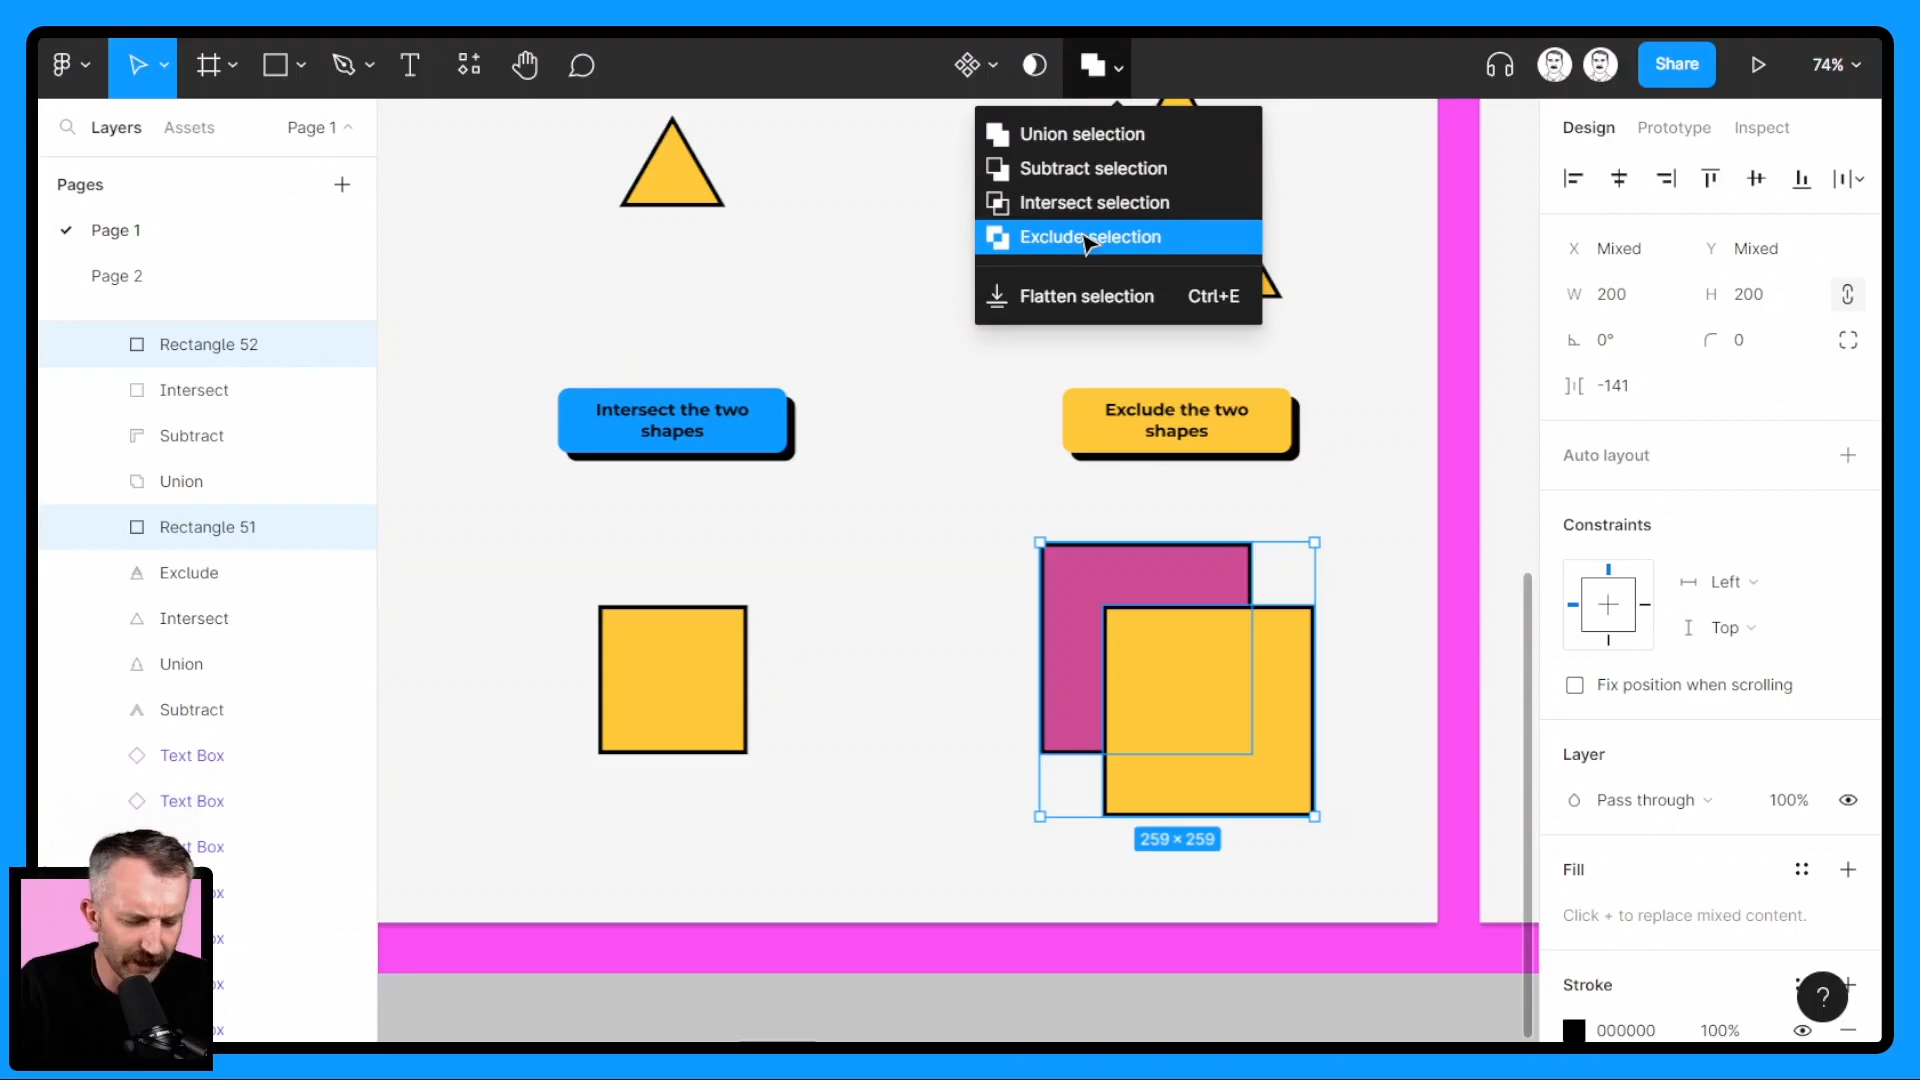 Share
74%
Layers
Assets
Page 1
Pages
Page 1
Page 2
Rectangle 52
Intersect
Subtract
Union
Rectangle 51
Exclude
Intersect
Union
Subtract
Text Box
Text Box
Box
Union selection
Subtract selection
Intersect selection
Exclude selection
Flatten selection Ctrl+E
Intersect the two
shapes
Exclude the two
shapes
259 × 259
Design
Prototype
Inspect
X Mixed
Y Mixed
W 200
H 200
0°
0
-141
Auto layout
Constraints
Left
Top
Fix position when scrolling
Layer
Pass through
100%
Fill
Click + to replace mixed content.
Stroke
?
000000
100%